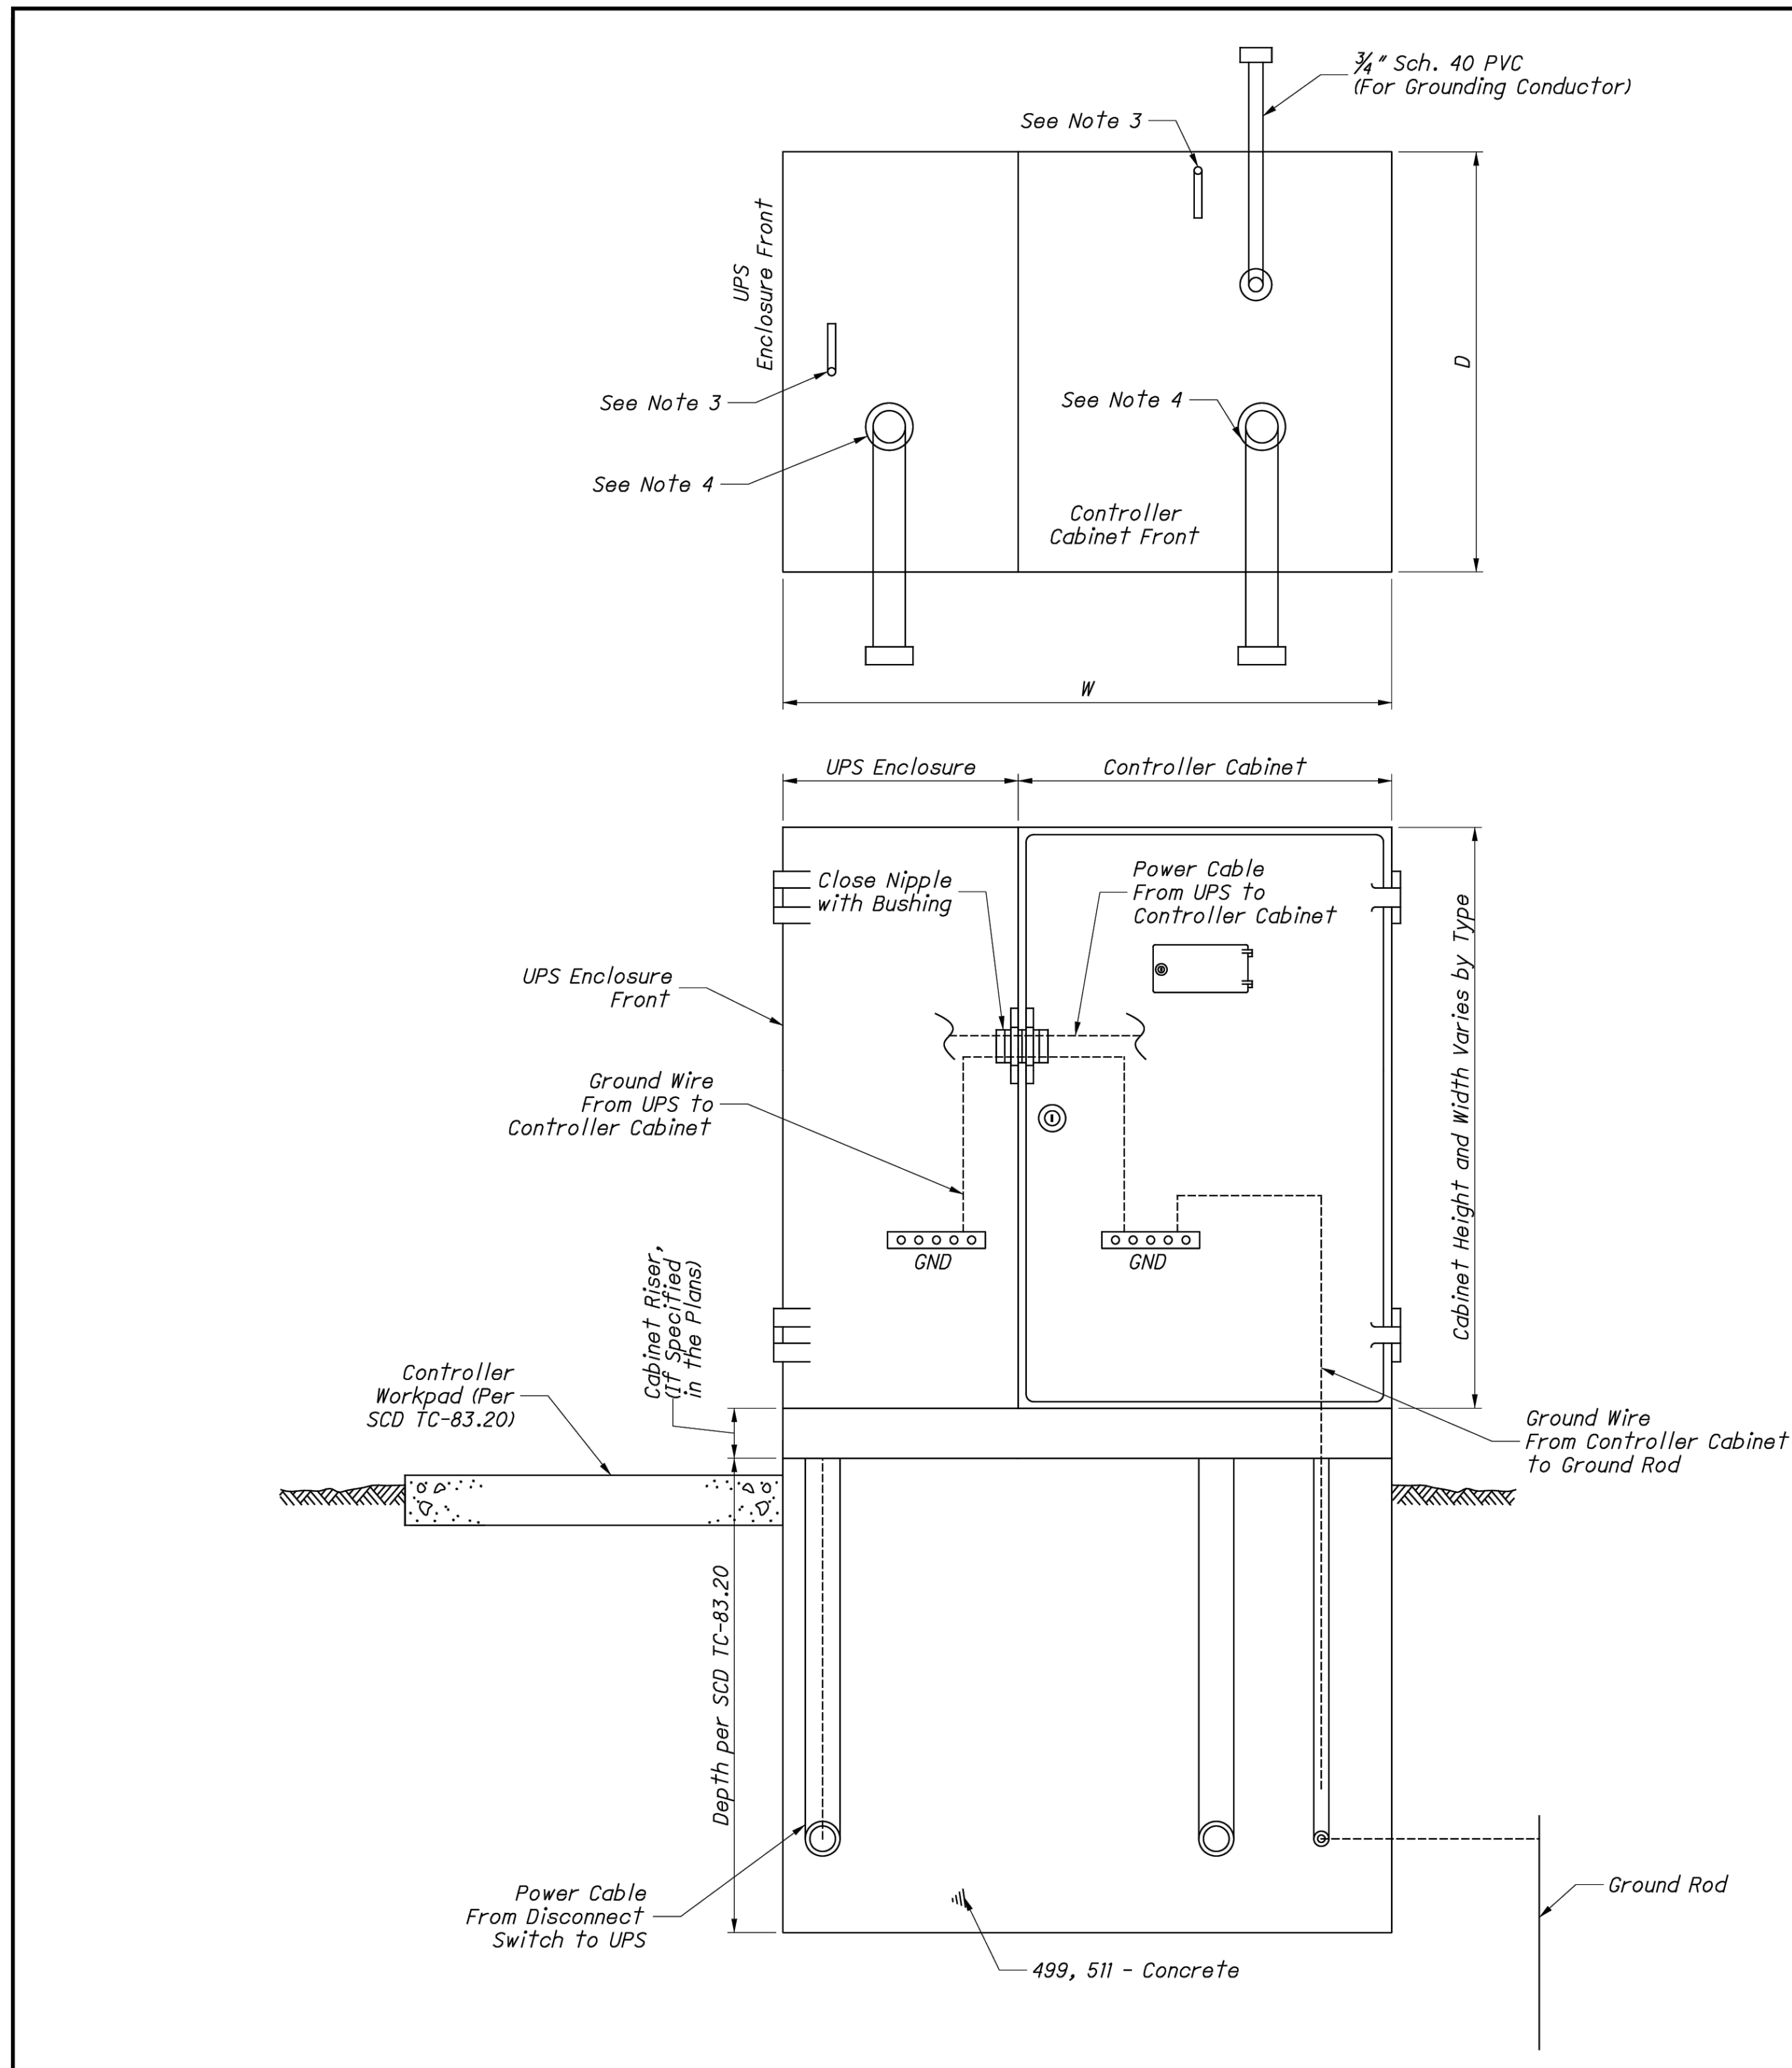 ¾" Sch. 40 PVC
(For Grounding Conductor)
See Note 3
UPS
Enclosure Front
D
See Note 3
See Note 4
See Note 4
Controller
Cabinet Front
W
UPS Enclosure
Controller Cabinet
Close Nipple
with Bushing
Power Cable
From UPS to
Controller Cabinet
UPS Enclosure
Front
Cabinet Height and Width Varies by Type
Ground Wire
From UPS to
Controller Cabinet
GND
GND
Cabinet Riser,
(If Specified
in the Plans)
Controller
Workpad (Per
SCD TC-83.20)
Ground Wire
From Controller Cabinet
to Ground Rod
Depth per SCD TC-83.20
Power Cable
From Disconnect
Switch to UPS
Ground Rod
499, 511 - Concrete